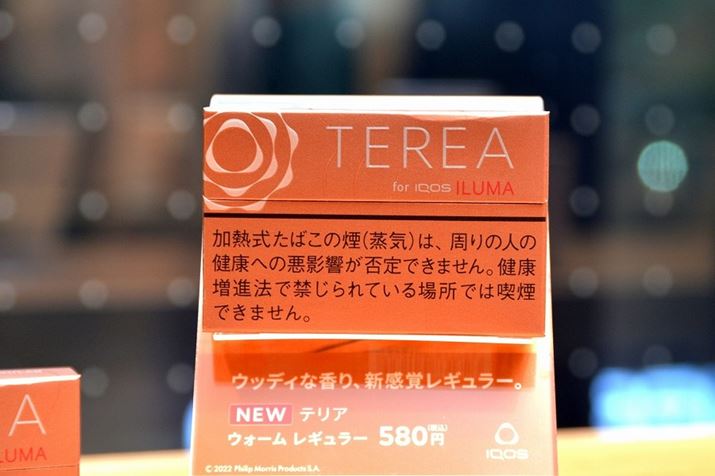 TEREA
for IQOS ILUMA
加熱式たばこの煙(蒸気)は、周りの人の
健康への悪影響が否定できません。健康
増進法で禁じられている場所では喫煙
できません。
ウッディな香り、新感覚レギュラー。
NEW テリア
ウォーム レギュラー 580円(税込)
IQOS
© 2022 Philip Morris Products S.A.
A
LUMA